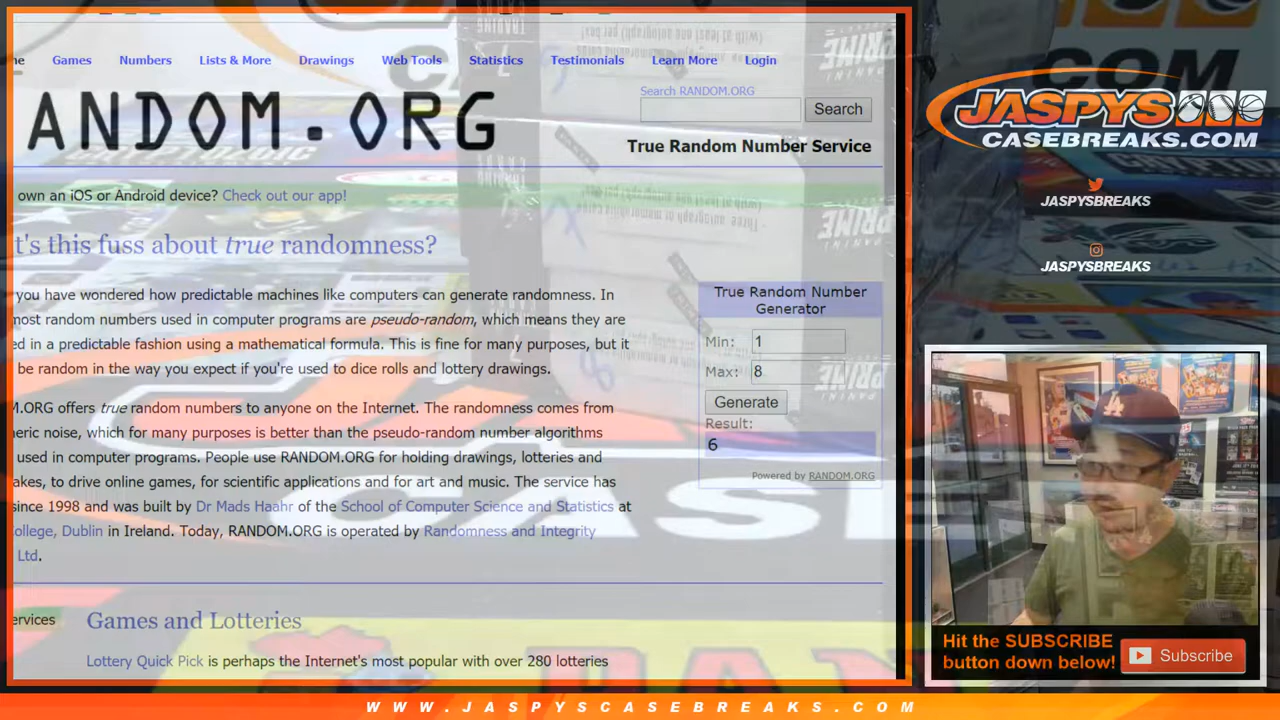 ne Games Numbers Lists & More Drawings Web Tools Statistics Testimonials Learn More Login
Search RANDOM.ORG
ANDOM.ORG
Search
True Random Number Service
own an iOS or Android device? Check out our app!
t's this fuss about true randomness?
you have wondered how predictable machines like computers can generate randomness. In
most random numbers used in computer programs are pseudo-random, which means they are
ed in a predictable fashion using a mathematical formula. This is fine for many purposes, but it
be random in the way you expect if you're used to dice rolls and lottery drawings.
M.ORG offers true random numbers to anyone on the Internet. The randomness comes from
eric noise, which for many purposes is better than the pseudo-random number algorithms
used in computer programs. People use RANDOM.ORG for holding drawings, lotteries and
akes, to drive online games, for scientific applications and for art and music. The service has
since 1998 and was built by Dr Mads Haahr of the School of Computer Science and Statistics at
ollege, Dublin in Ireland. Today, RANDOM.ORG is operated by Randomness and Integrity
Ltd.
True Random Number
Generator
Min: 1
Max: 8
Generate
Result:
6
Powered by RANDOM.ORG
ervices
Games and Lotteries
Lottery Quick Pick is perhaps the Internet's most popular with over 280 lotteries
COM
JASPYS
CASEBREAKS.COM
JASPYSBREAKS
JASPYSBREAKS
PRIME
PANINI
CRYPTOZOIC
CASE
Hit the SUBSCRIBE
button down below!
Subscribe
WWW.JASPYSCASEBREAKS.COM